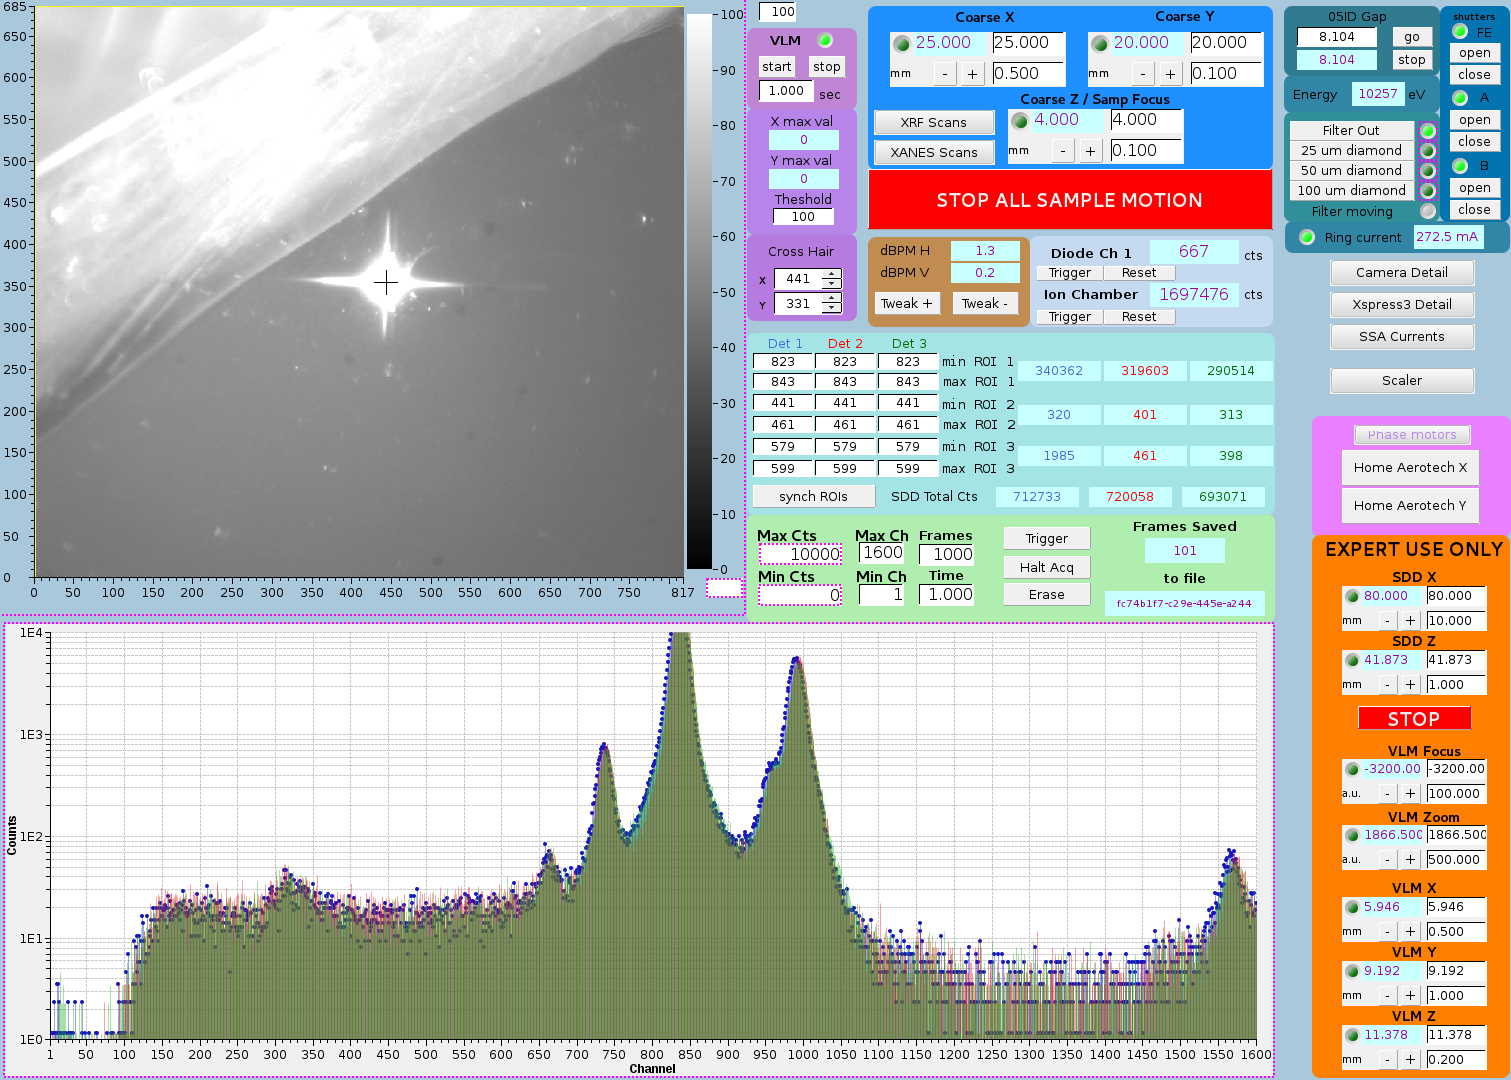 685
650
600
550
500
450
400
350
300
250
200
150
100
50
0
0 50 100 150 200 250 300 350 400 450 500 550 600 650 700 750 817
100
90
80
70
60
50
40
30
20
10
0
100
VLM
start stop
1.000 sec
X max val
0
Y max val
0
Theshold
100
Cross Hair
X 441
Y 331
Coarse X
25.000 25.000
mm - + 0.500
Coarse Y
20.000 20.000
mm - + 0.100
Coarse Z / Samp Focus
XRF Scans
XANES Scans
4.000 4.000
mm - + 0.100
STOP ALL SAMPLE MOTION
dBPM H 1.3
dBPM V 0.2
Tweak + Tweak -
Diode Ch 1 667 cts
Trigger Reset
Ion Chamber 1697476 cts
Trigger Reset
Det 1 Det 2 Det 3
823 823 823 min ROI 1
843 843 843 max ROI 1
340362 319603 290514
441 441 441 min ROI 2
461 461 461 max ROI 2
320 401 313
579 579 579 min ROI 3
599 599 599 max ROI 3
1985 461 398
synch ROIs SDD Total Cts 712733 720058 693071
Max Cts Max Ch Frames
10000 1600 1000
Min Cts Min Ch Time
0 1 1.000
Trigger
Halt Acq
Erase
Frames Saved
101
to file
fc74b1f7-c29e-445e-a244
05ID Gap
8.104 go
8.104 stop
Energy 10257 eV
Filter Out
25 um diamond
50 um diamond
100 um diamond
Filter moving
shutters
FE
open
close
A
open
close
B
open
close
Ring current 272.5 mA
Camera Detail
Xspress3 Detail
SSA Currents
Scaler
Phase motors
Home Aerotech X
Home Aerotech Y
EXPERT USE ONLY
SDD X
80.000 80.000
mm - + 10.000
SDD Z
41.873 41.873
mm - + 1.000
STOP
VLM Focus
-3200.00 -3200.00
a.u. - + 100.000
VLM Zoom
1866.500 1866.500
a.u. - + 500.000
VLM X
5.946 5.946
mm - + 0.500
VLM Y
9.192 9.192
mm - + 1.000
VLM Z
11.378 11.378
mm - + 0.200
Counts
1E4
1E3
1E2
1E1
1E0
1 50 100 150 200 250 300 350 400 450 500 550 600 650 700 750 800 850 900 950 1000 1050 1100 1150 1200 1250 1300 1350 1400 1450 1500 1550 1600
Channel